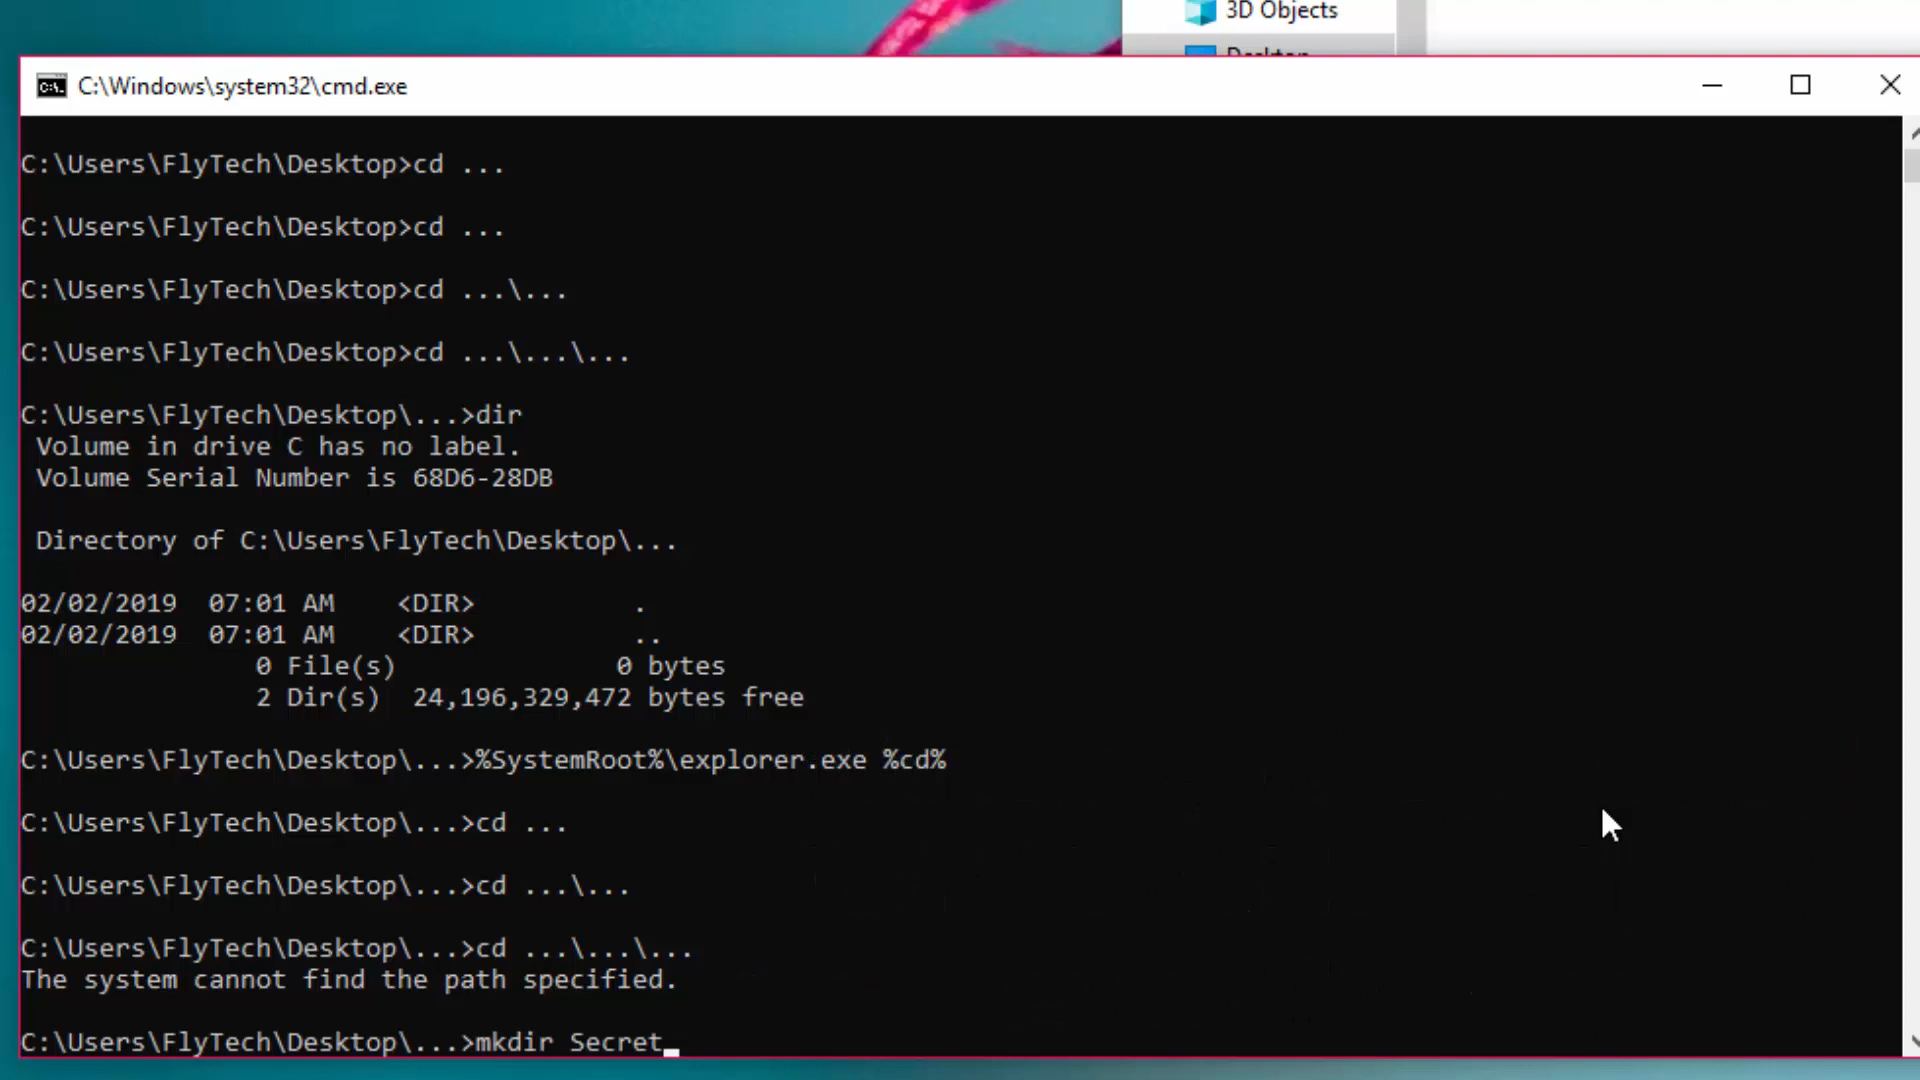 3D Objects
Desktop
C:\Windows\system32\cmd.exe
C:\Users\FlyTech\Desktop>cd ...
C:\Users\FlyTech\Desktop>cd ...
C:\Users\FlyTech\Desktop>cd ...\...
C:\Users\FlyTech\Desktop>cd ...\...\...
C:\Users\FlyTech\Desktop\...>dir
Volume in drive C has no label.
Volume Serial Number is 68D6-28DB
Directory of C:\Users\FlyTech\Desktop\...
02/02/2019 07:01 AM <DIR> .
02/02/2019 07:01 AM <DIR> ..
0 File(s) 0 bytes
2 Dir(s) 24,196,329,472 bytes free
C:\Users\FlyTech\Desktop\...>%SystemRoot%\explorer.exe %cd%
C:\Users\FlyTech\Desktop\...>cd ...
C:\Users\FlyTech\Desktop\...>cd ...\...
C:\Users\FlyTech\Desktop\...>cd ...\...\...
The system cannot find the path specified.
C:\Users\FlyTech\Desktop\...>mkdir Secret_